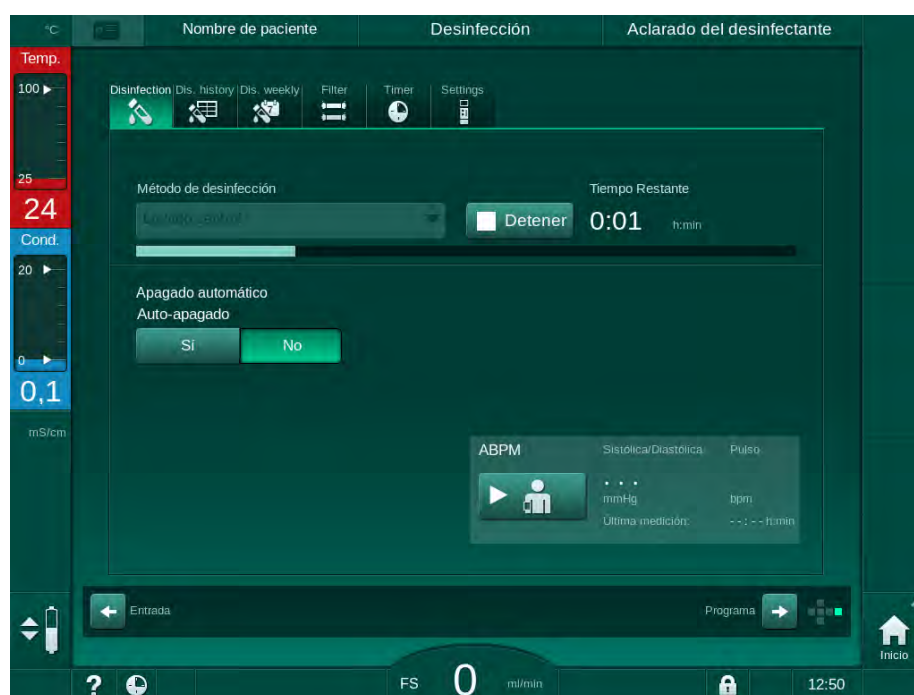 °C
Nombre de paciente
Desinfección
Aclarado del desinfectante
Temp.
100
25
24
Cond.
20
0
0,1
mS/cm
Disinfection
Dis. history
Dis. weekly
Filter
Timer
Settings
7
Método de desinfección
Tiempo Restante
Lavado central
Detener
0:01 h:min
Apagado automático
Auto-apagado
Sí
No
ABPM
Sistólica/Diastólica
Pulso
. . .
mmHg
bpm
Última medición:
--:-- h:min
Entrada
Programa
Inicio
?
FS 0 ml/min
12:50